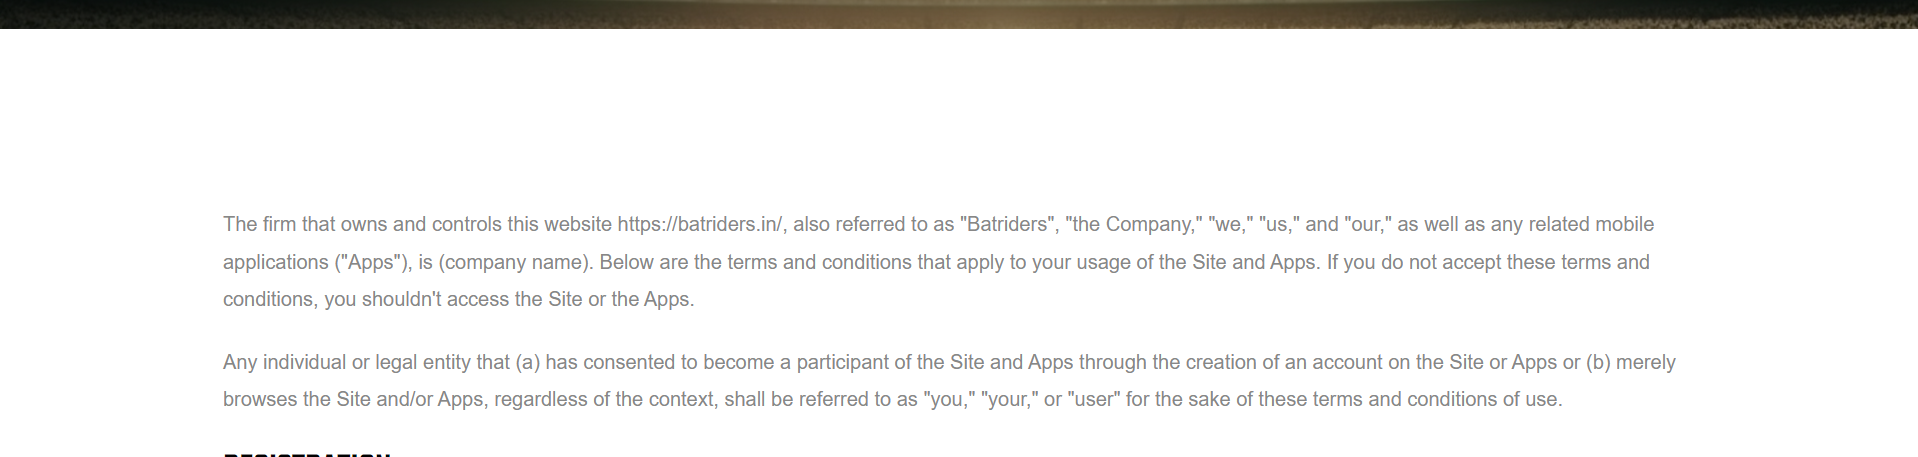 The firm that owns and controls this website https://batriders.in/, also referred to as "Batriders", "the Company," "we," "us," and "our," as well as any related mobile
applications ("Apps"), is (company name). Below are the terms and conditions that apply to your usage of the Site and Apps. If you do not accept these terms and
conditions, you shouldn't access the Site or the Apps.
Any individual or legal entity that (a) has consented to become a participant of the Site and Apps through the creation of an account on the Site or Apps or (b) merely
browses the Site and/or Apps, regardless of the context, shall be referred to as "you," "your," or "user" for the sake of these terms and conditions of use.